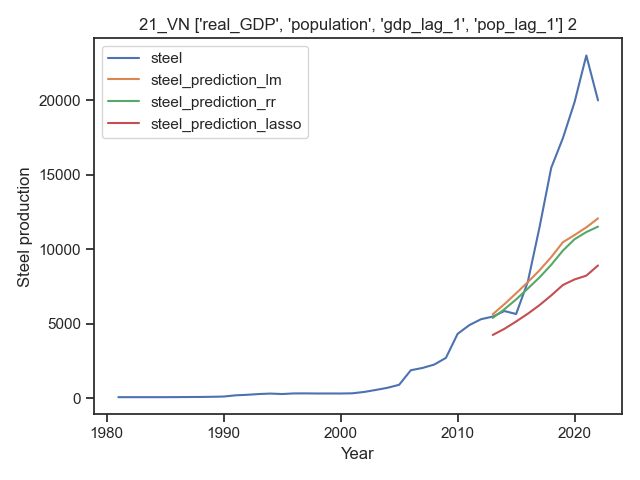 21_VN ['real_GDP', 'population', 'gdp_lag_1', 'pop_lag_1'] 2
steel
steel_prediction_lm
steel_prediction_rr
steel_prediction_lasso
Steel production
20000
15000
10000
5000
0
1980 1990 2000 2010 2020
Year